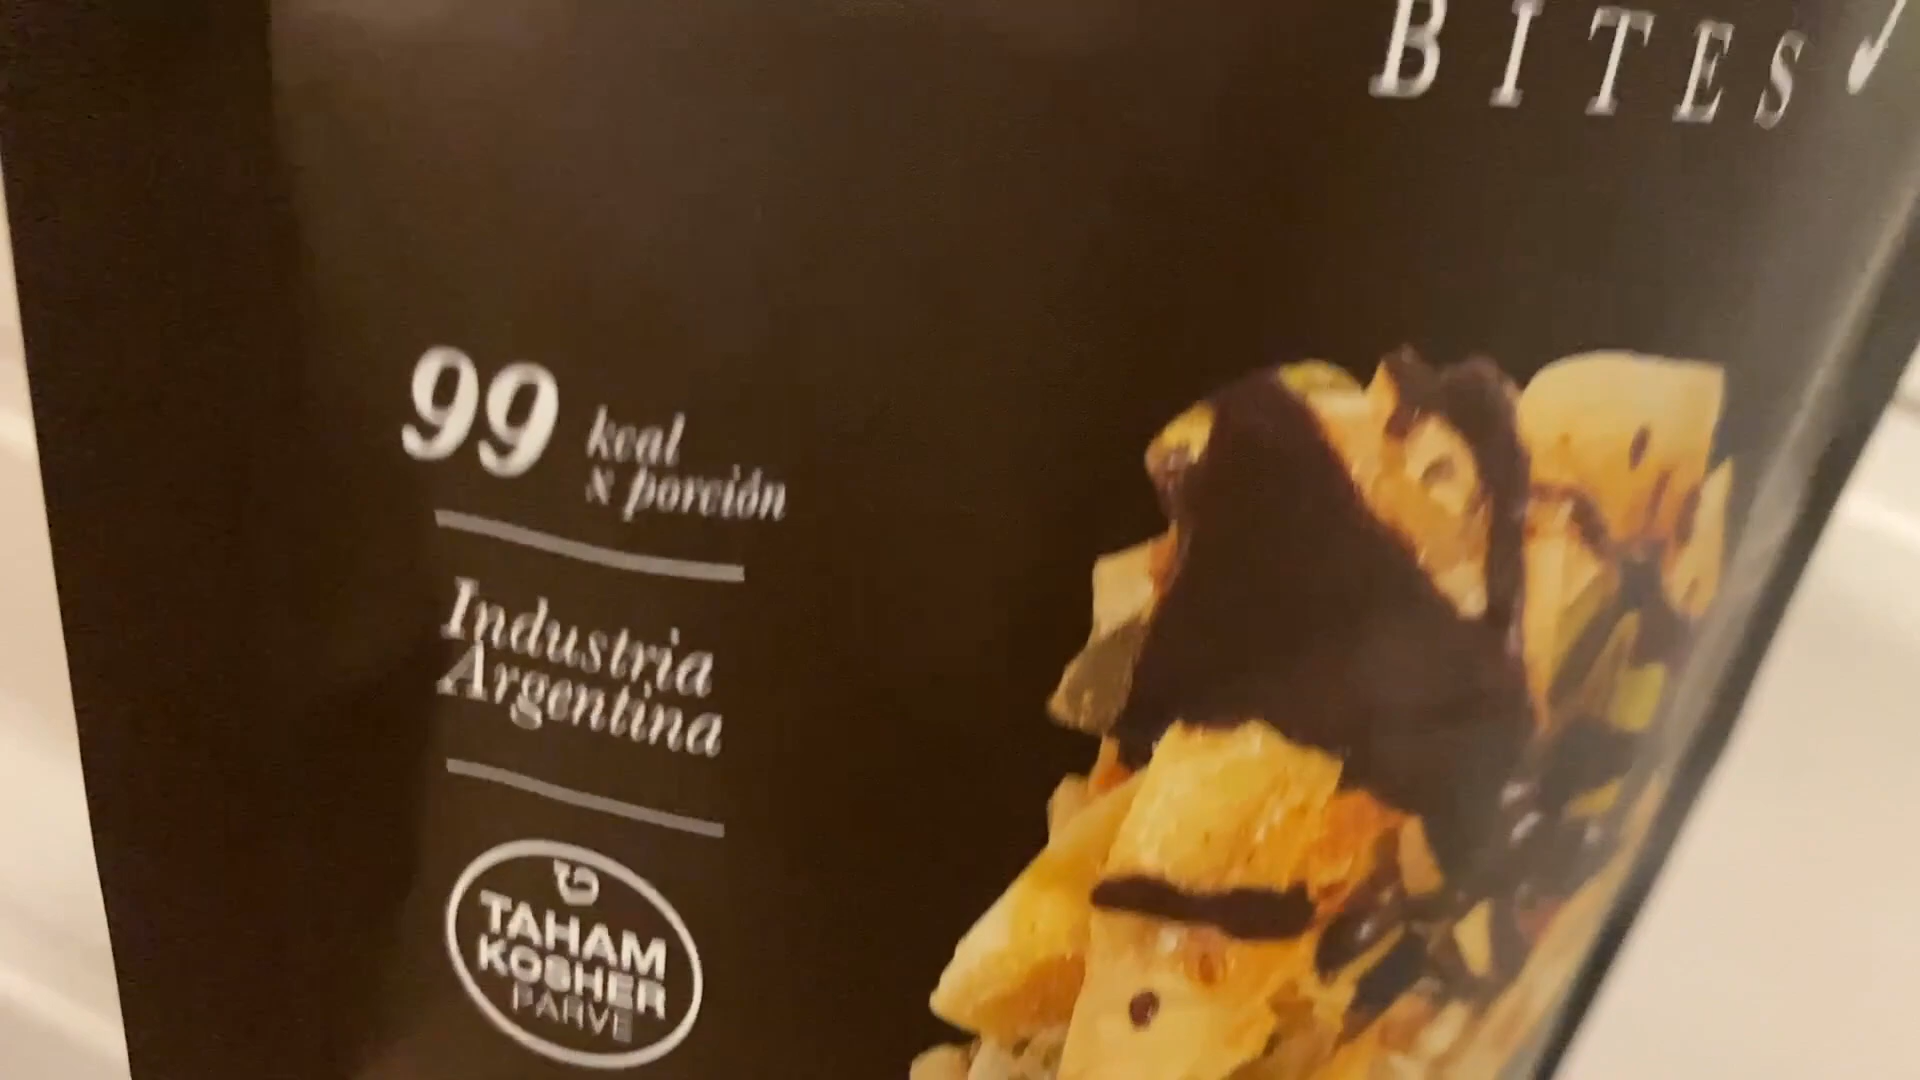 BITES
99
kcal
x porción
Industria
Argentina
TAHAM
KOSHER
PARVE